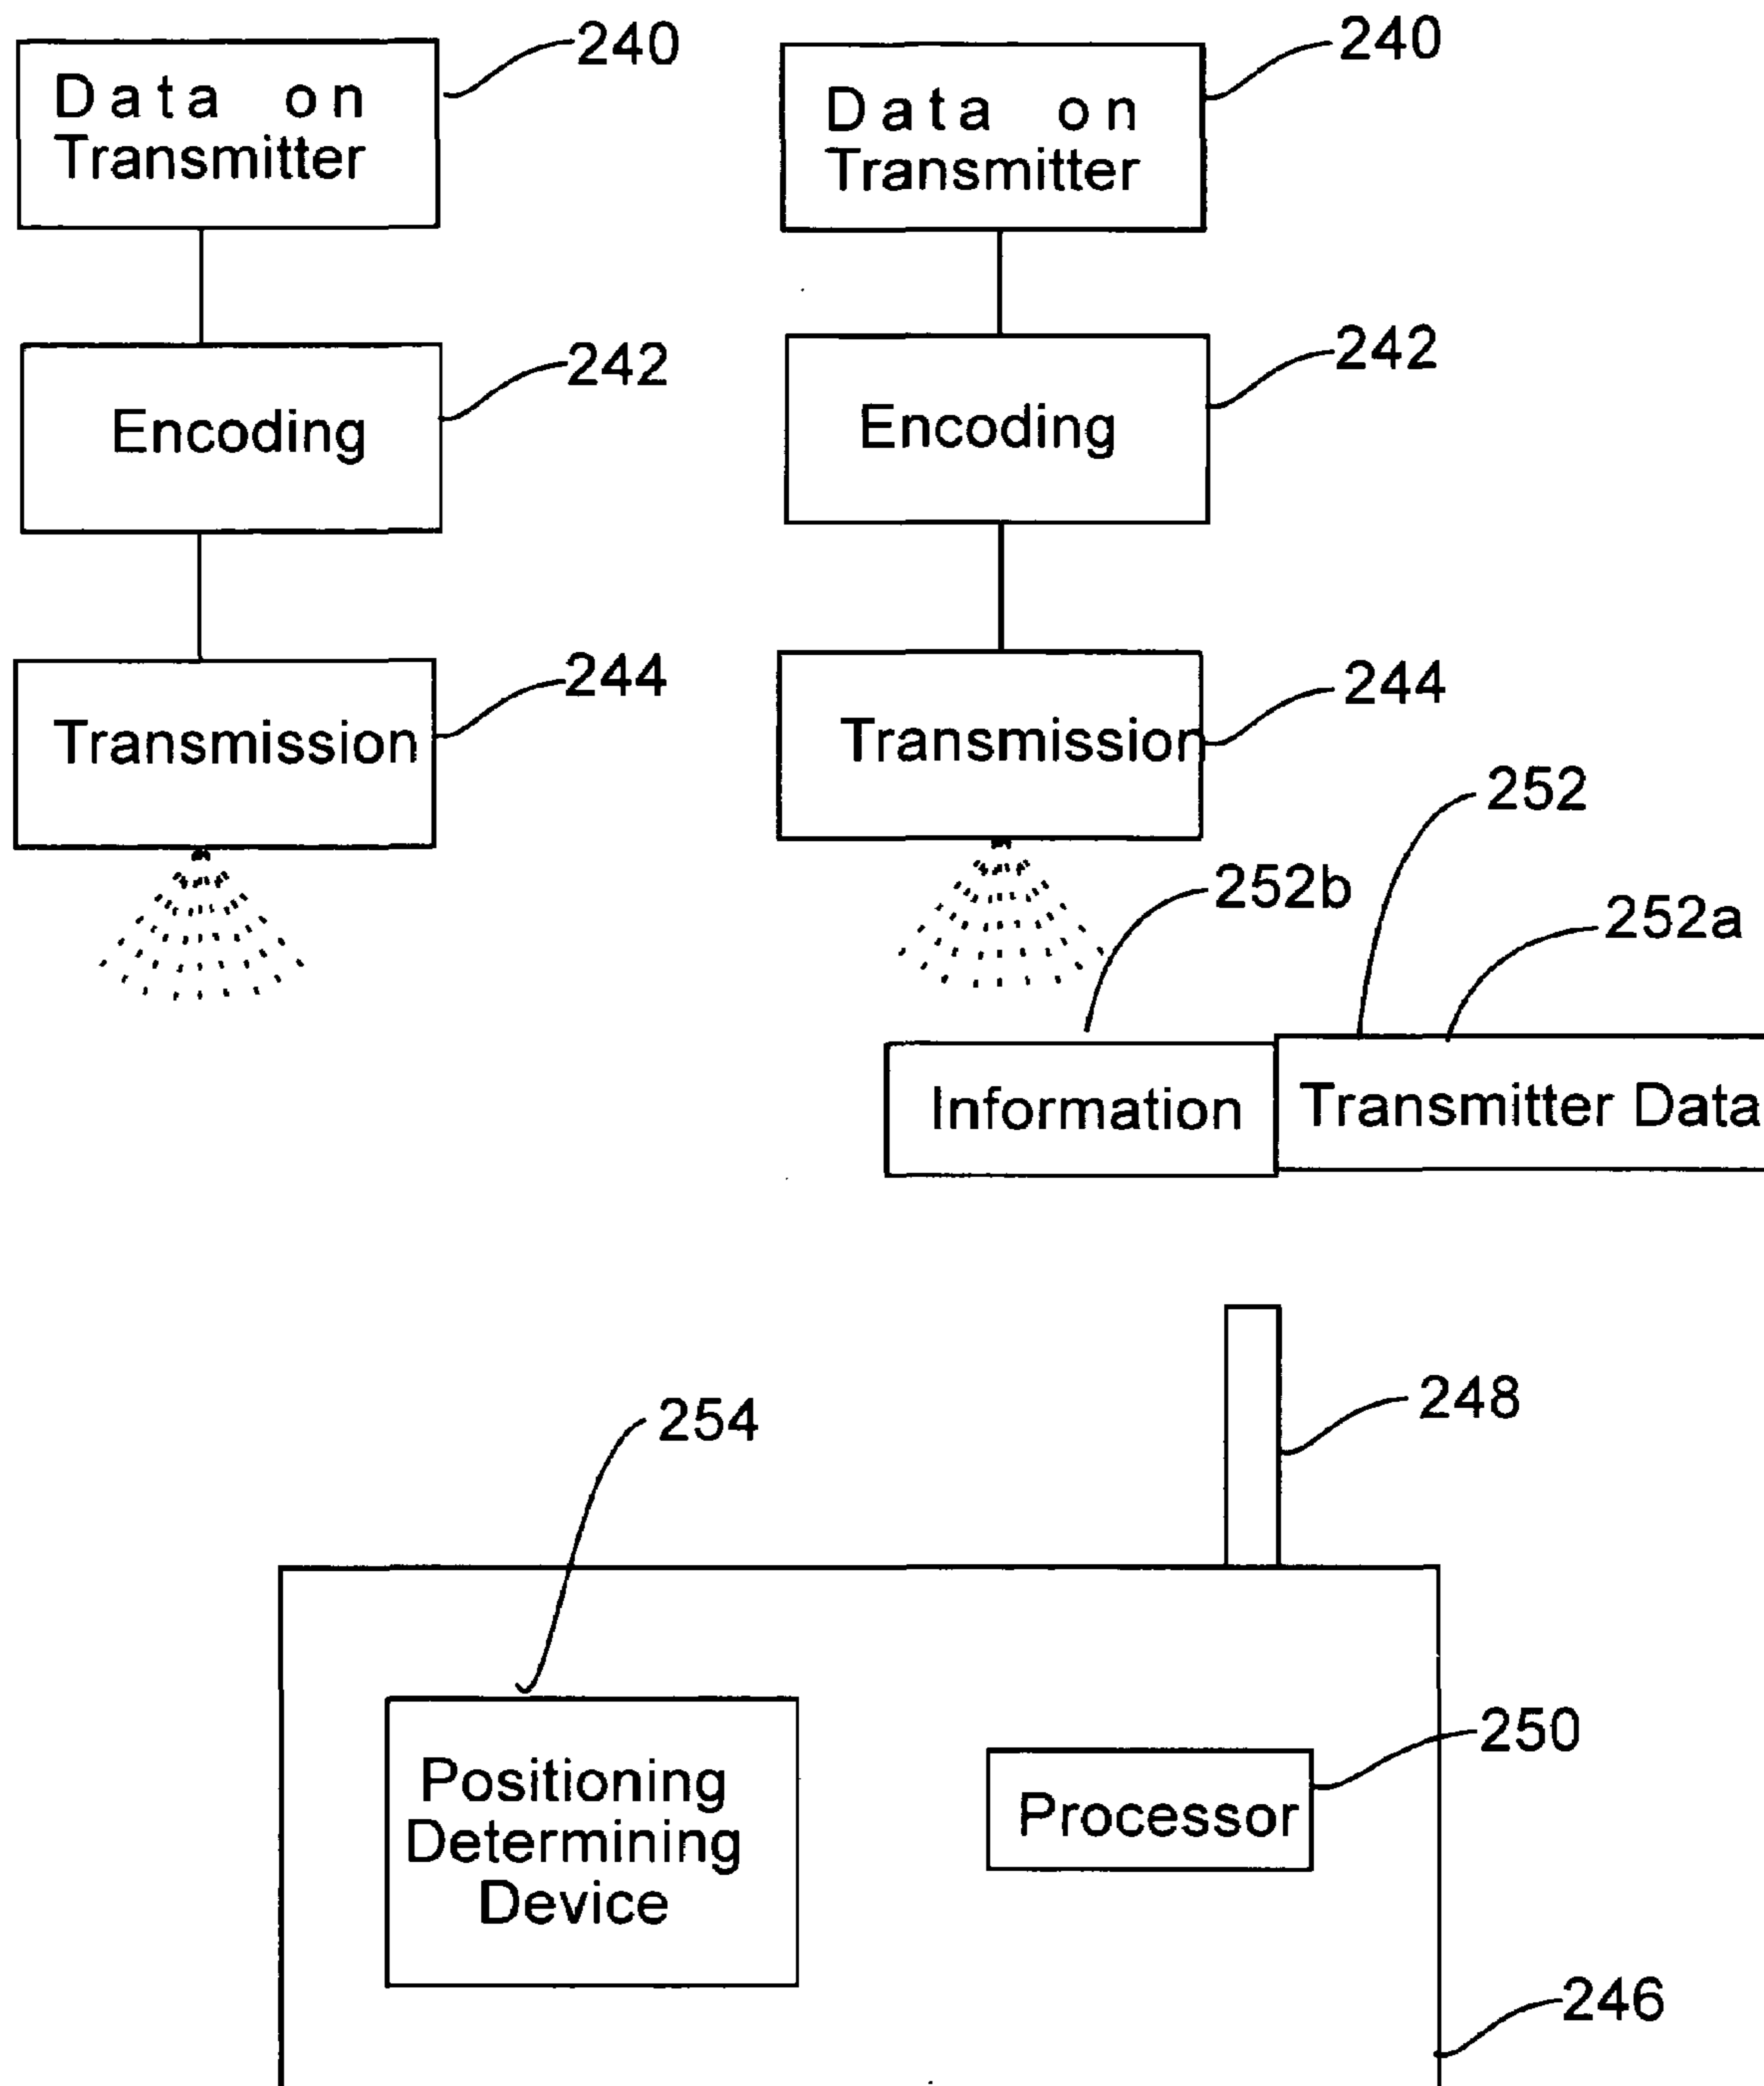 240
Data on
Transmitter
242
Encoding
244
Transmission
240
Data on
Transmitter
242
Encoding
244
Transmission
252
252b
252a
Information
Transmitter Data
248
254
250
Positioning
Determining
Device
Processor
246